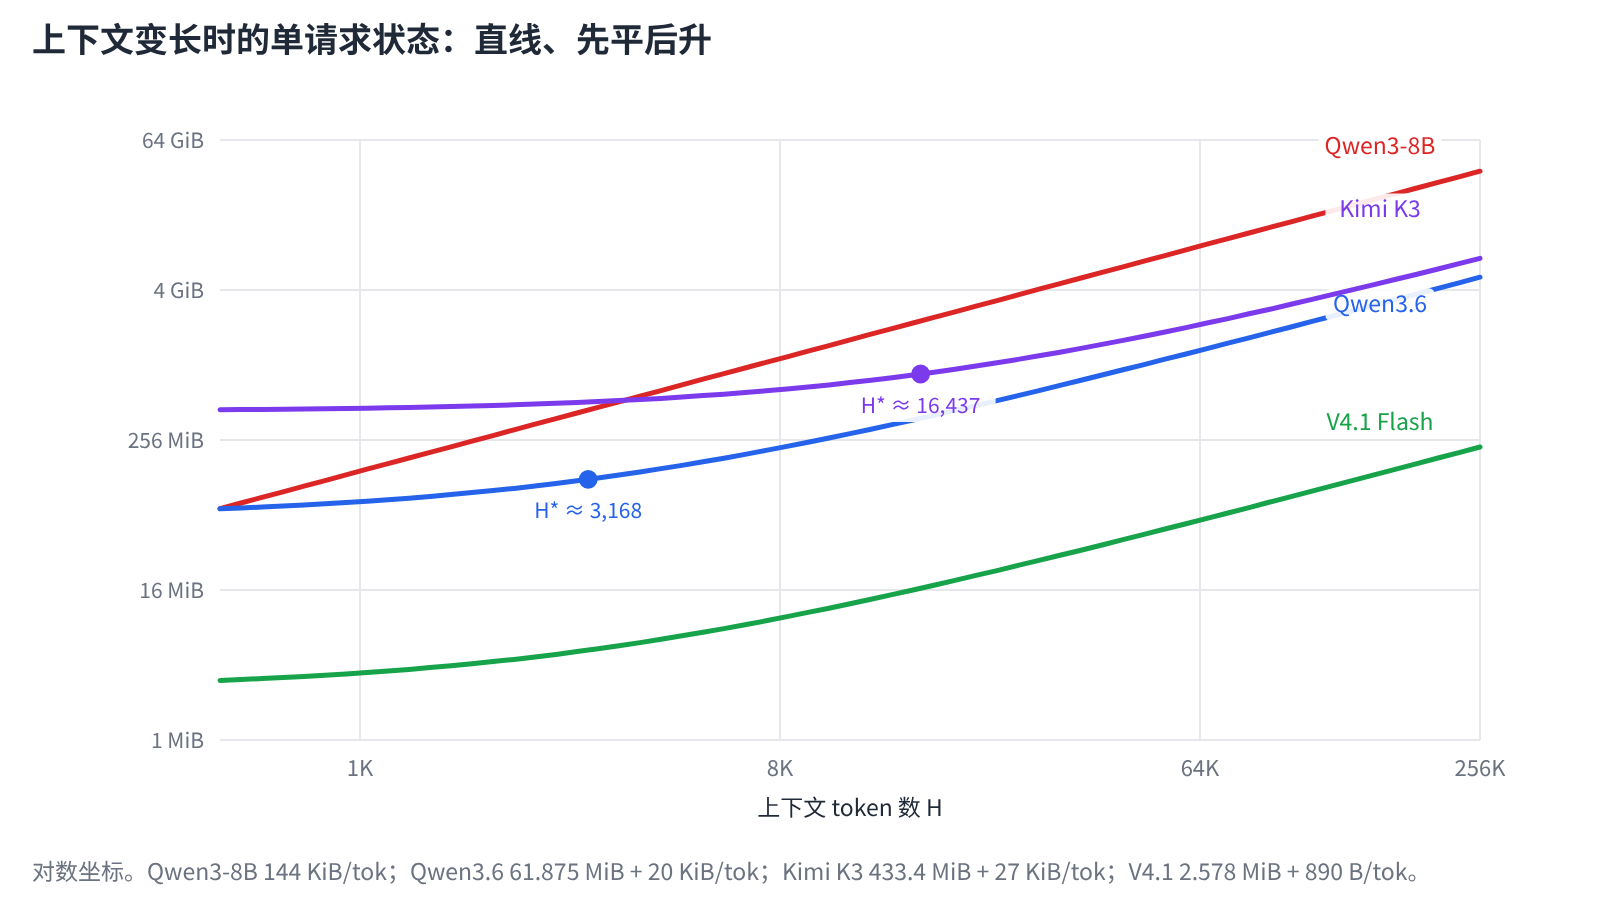 上下文变长时的单请求状态：直线、先平后升
64 GiB
4 GiB
256 MiB
16 MiB
1 MiB
Qwen3-8B
Kimi K3
Qwen3.6
V4.1 Flash
H* ≈ 16,437
H* ≈ 3,168
1K
8K
64K
256K
上下文 token 数 H
对数坐标。Qwen3-8B 144 KiB/tok；Qwen3.6 61.875 MiB + 20 KiB/tok；Kimi K3 433.4 MiB + 27 KiB/tok；V4.1 2.578 MiB + 890 B/tok。